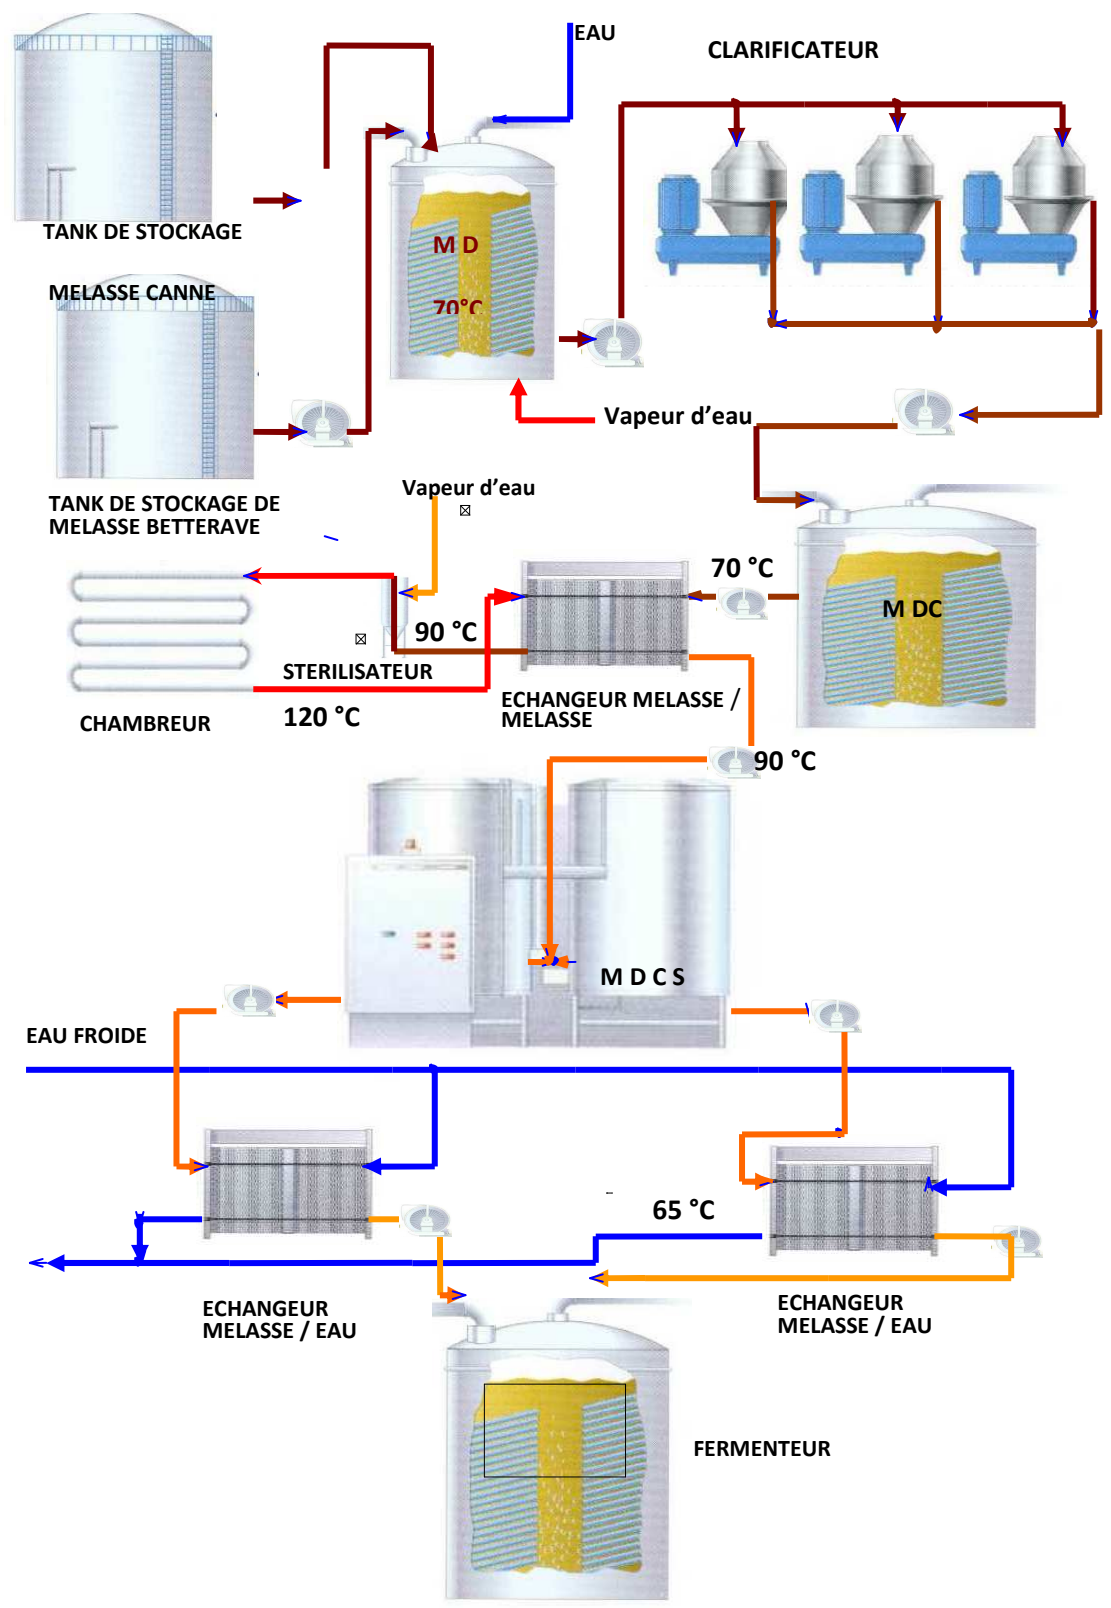 EAU
CLARIFICATEUR
TANK DE STOCKAGE
MELASSE CANNE
M D
70°C
Vapeur d'eau
TANK DE STOCKAGE DE
MELASSE BETTERAVE
Vapeur d'eau
70 °C
M DC
90 °C
STERILISATEUR
120 °C
CHAMBREUR
ECHANGEUR MELASSE /
MELASSE
90 °C
M D C S
EAU FROIDE
65 °C
ECHANGEUR
MELASSE / EAU
ECHANGEUR
MELASSE / EAU
FERMENTEUR